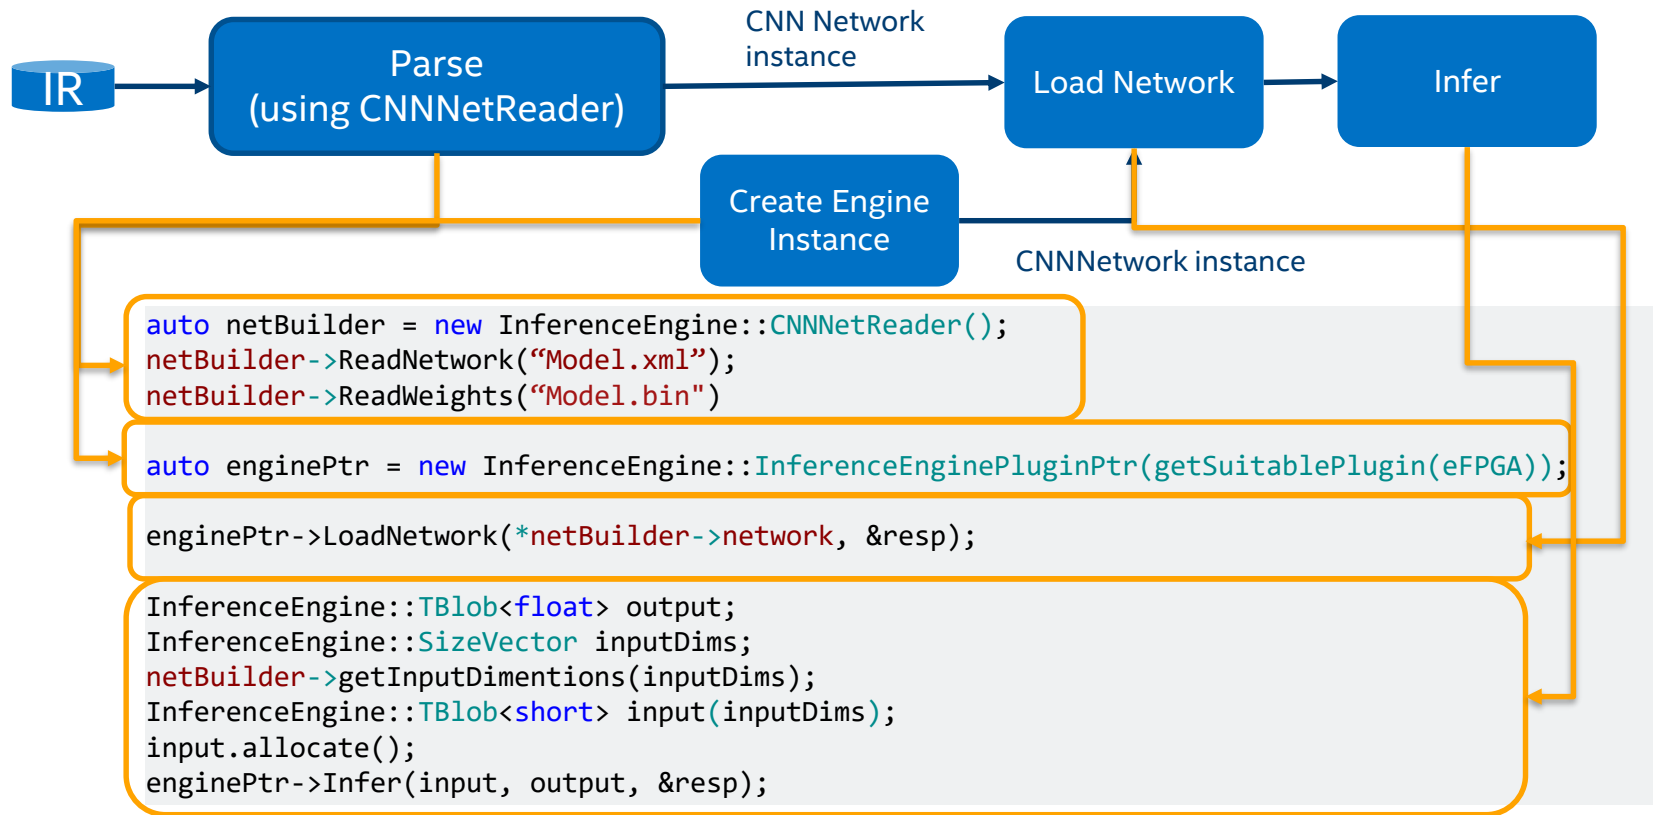 CNN Network
instance
IR
Parse
(using CNNNetReader)
Load Network
Infer
Create Engine
Instance
CNNNetwork instance
auto netBuilder = new InferenceEngine::CNNNetReader();
netBuilder->ReadNetwork(“Model.xml”);
netBuilder->ReadWeights(“Model.bin")
auto enginePtr = new InferenceEngine::InferenceEnginePluginPtr(getSuitablePlugin(eFPGA));
enginePtr->LoadNetwork(*netBuilder->network, &resp);
InferenceEngine::TBlob<float> output;
InferenceEngine::SizeVector inputDims;
netBuilder->getInputDimentions(inputDims);
InferenceEngine::TBlob<short> input(inputDims);
input.allocate();
enginePtr->Infer(input, output, &resp);